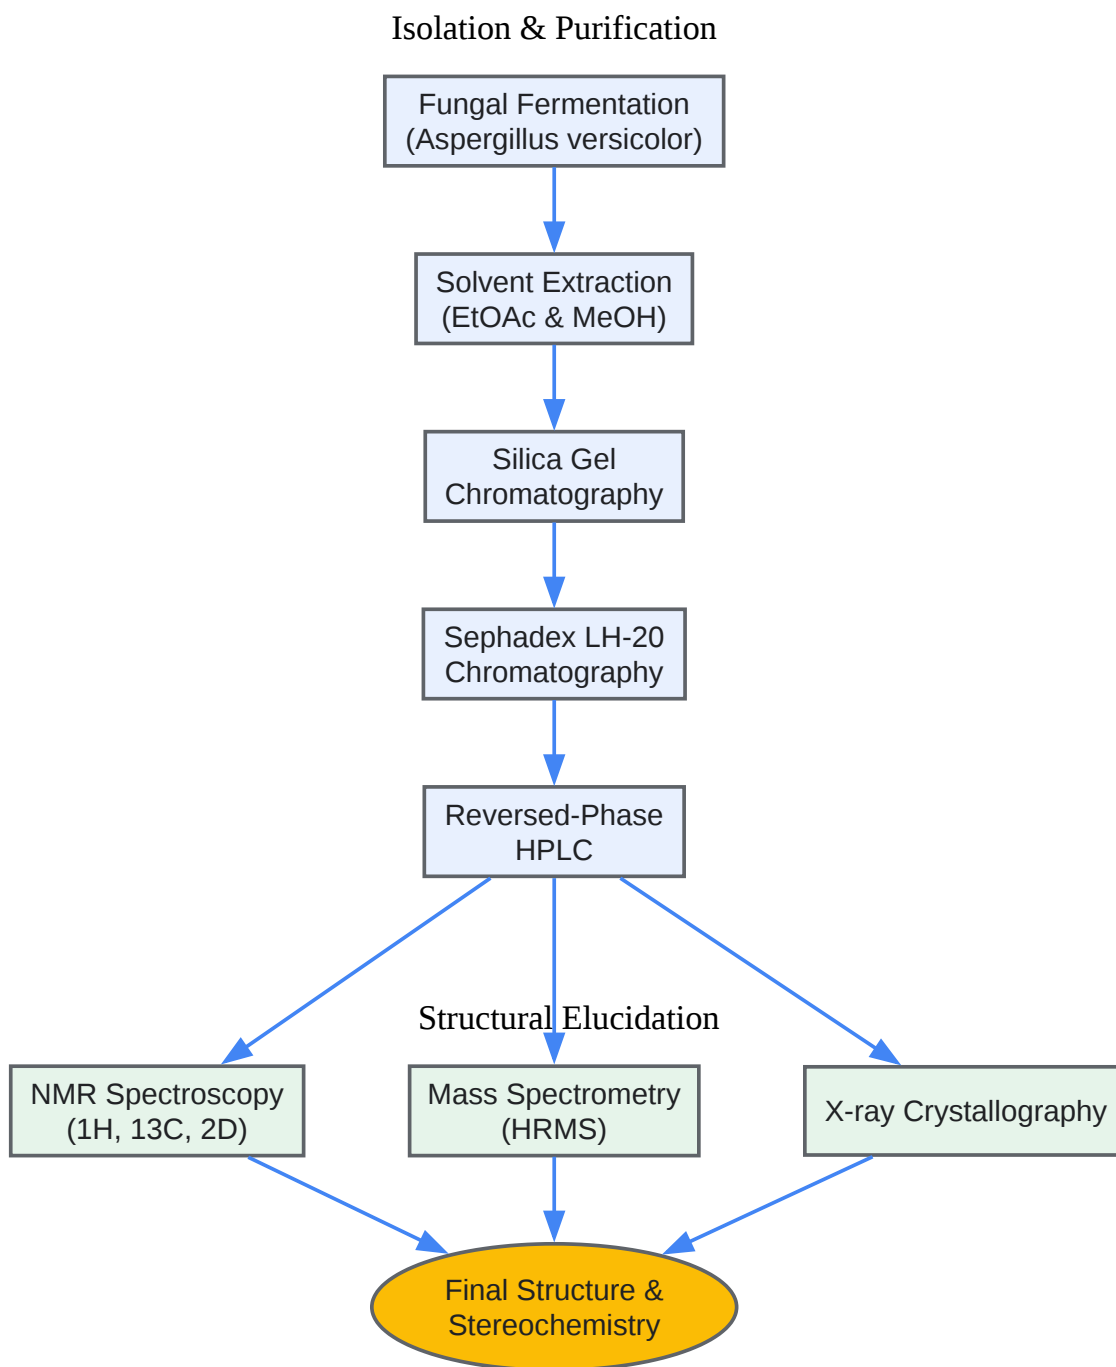 Isolation & Purification
Fungal Fermentation
(Aspergillus versicolor)
Solvent Extraction
(EtOAc & MeOH)
Silica Gel
Chromatography
Sephadex LH-20
Chromatography
Reversed-Phase
HPLC
Structural Elucidation
NMR Spectroscopy
(1H, 13C, 2D)
Mass Spectrometry
(HRMS)
X-ray Crystallography
Final Structure &
Stereochemistry